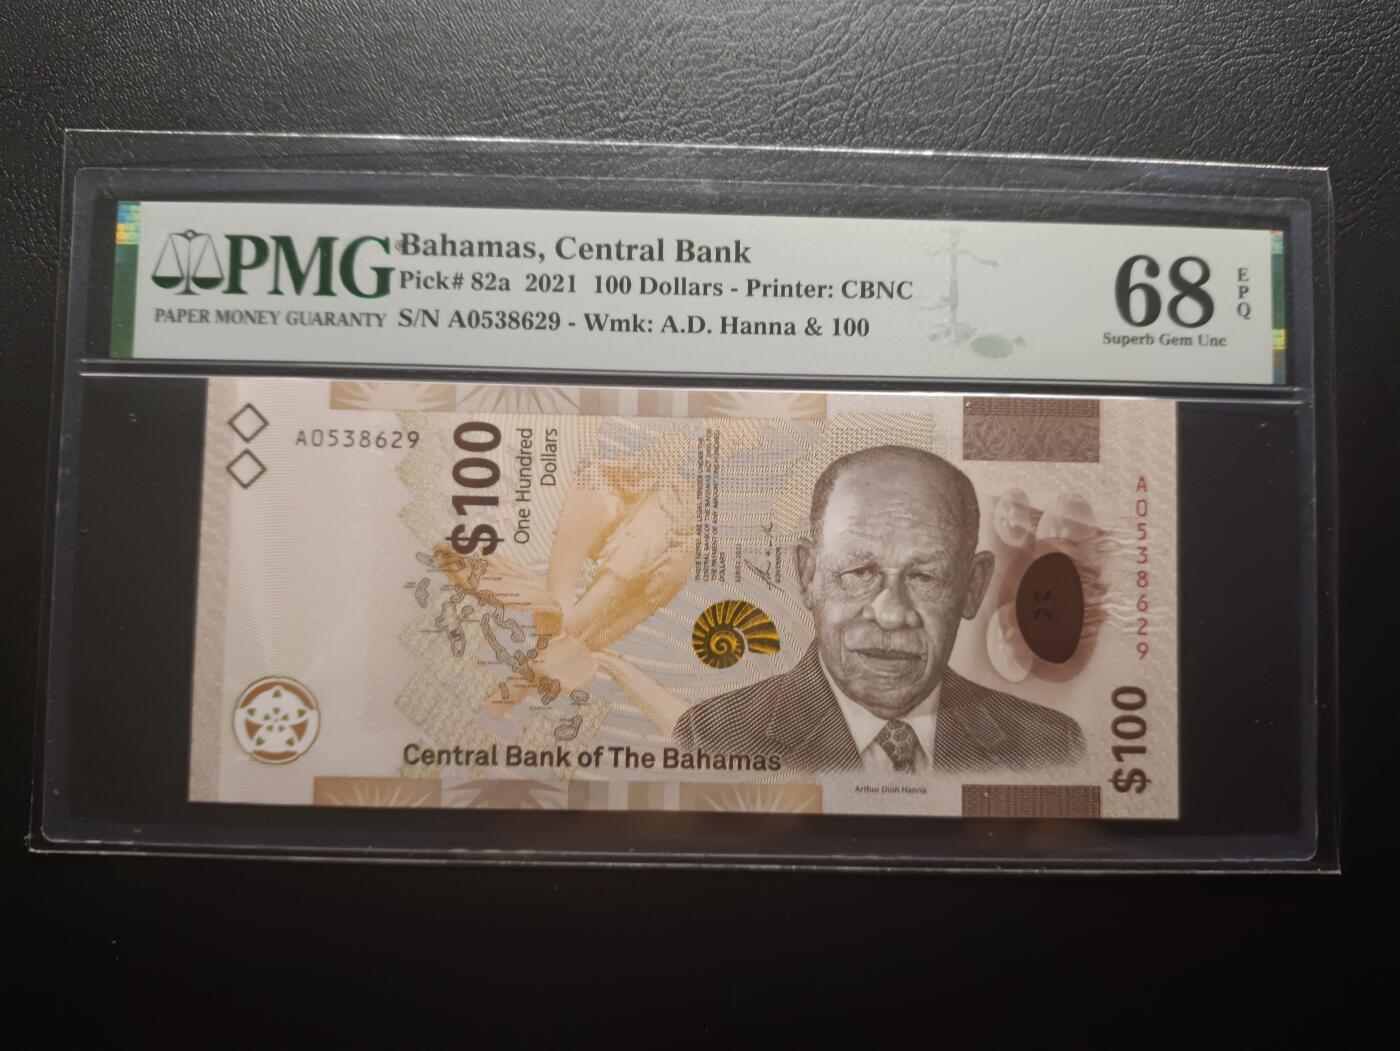 PMG
PAPER MONEY GUARANTY
Bahamas, Central Bank
Pick# 82a 2021 100 Dollars - Printer: CBNC
S/N A0538629 - Wmk: A.D. Hanna & 100
68
EPQ
Superb Gem Unc
A0538629
$100
One Hundred
Dollars
A0538629
Central Bank of The Bahamas
Arthur Dion Hanna
$100